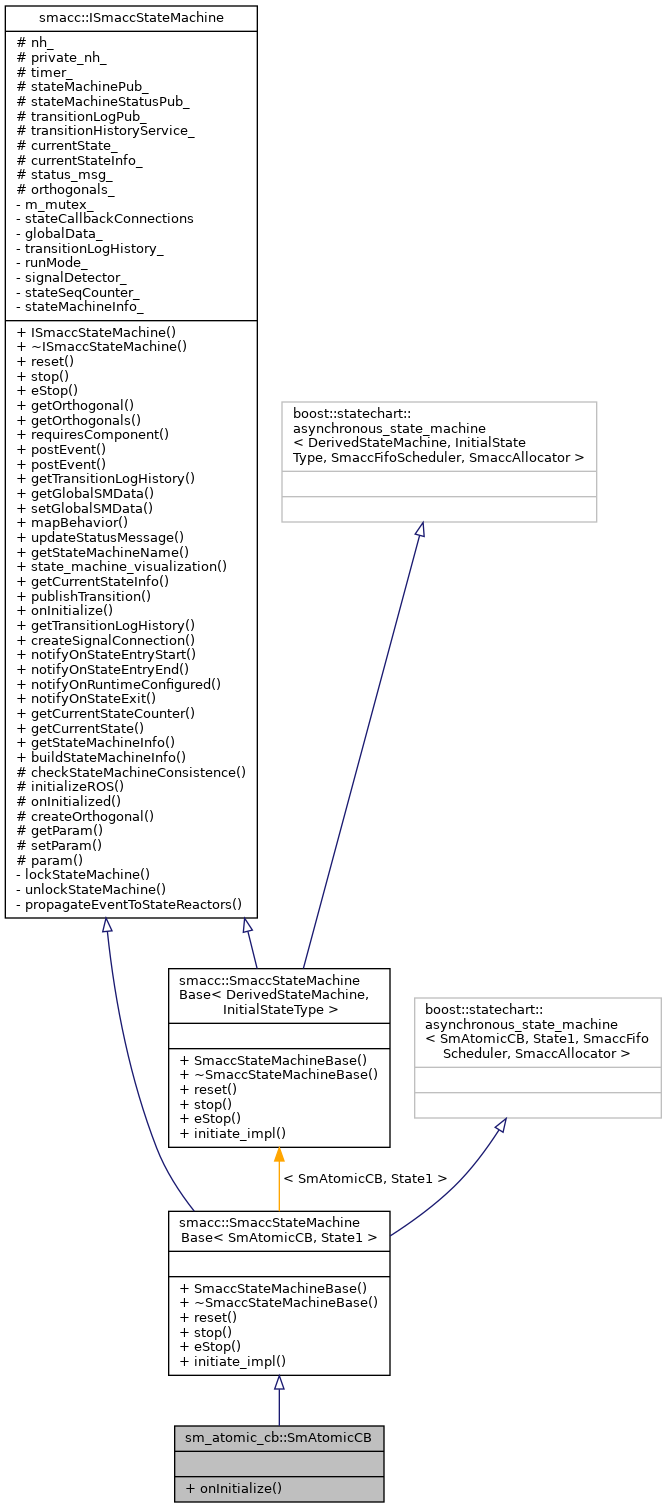 smacc::ISmaccStateMachine
# nh_
# private_nh_
# timer_
# stateMachinePub_
# stateMachineStatusPub_
# transitionLogPub_
# transitionHistoryService_
# currentState_
# currentStateInfo_
# status_msg_
# orthogonals_
- m_mutex_
- stateCallbackConnections
- globalData_
- transitionLogHistory_
- runMode_
- signalDetector_
- stateSeqCounter_
- stateMachineInfo_
+ ISmaccStateMachine()
+ ~ISmaccStateMachine()
+ reset()
+ stop()
+ eStop()
+ getOrthogonal()
+ getOrthogonals()
+ requiresComponent()
+ postEvent()
+ postEvent()
+ getTransitionLogHistory()
+ getGlobalSMData()
+ setGlobalSMData()
+ mapBehavior()
+ updateStatusMessage()
+ getStateMachineName()
+ state_machine_visualization()
+ getCurrentStateInfo()
+ publishTransition()
+ onInitialize()
+ getTransitionLogHistory()
+ createSignalConnection()
+ notifyOnStateEntryStart()
+ notifyOnStateEntryEnd()
+ notifyOnRuntimeConfigured()
+ notifyOnStateExit()
+ getCurrentStateCounter()
+ getCurrentState()
+ getStateMachineInfo()
+ buildStateMachineInfo()
# checkStateMachineConsistence()
# initializeROS()
# onInitialized()
# createOrthogonal()
# getParam()
# setParam()
# param()
- lockStateMachine()
- unlockStateMachine()
- propagateEventToStateReactors()
boost::statechart::
asynchronous_state_machine
< DerivedStateMachine, InitialState
Type, SmaccFifoScheduler, SmaccAllocator >
smacc::SmaccStateMachine
Base< DerivedStateMachine,
InitialStateType >
+ SmaccStateMachineBase()
+ ~SmaccStateMachineBase()
+ reset()
+ stop()
+ eStop()
+ initiate_impl()
boost::statechart::
asynchronous_state_machine
< SmAtomicCB, State1, SmaccFifo
Scheduler, SmaccAllocator >
< SmAtomicCB, State1 >
smacc::SmaccStateMachine
Base< SmAtomicCB, State1 >
+ SmaccStateMachineBase()
+ ~SmaccStateMachineBase()
+ reset()
+ stop()
+ eStop()
+ initiate_impl()
sm_atomic_cb::SmAtomicCB
+ onInitialize()